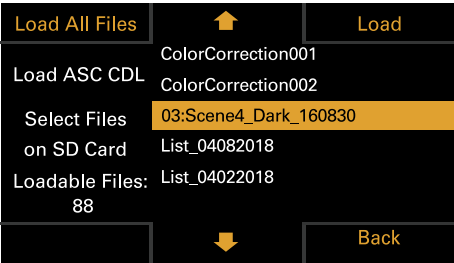 Load All Files
Load
Load ASC CDL
Select Files
on SD Card
Loadable Files:
88
ColorCorrection001
ColorCorrection002
03:Scene4_Dark_160830
List_04082018
List_04022018
Back